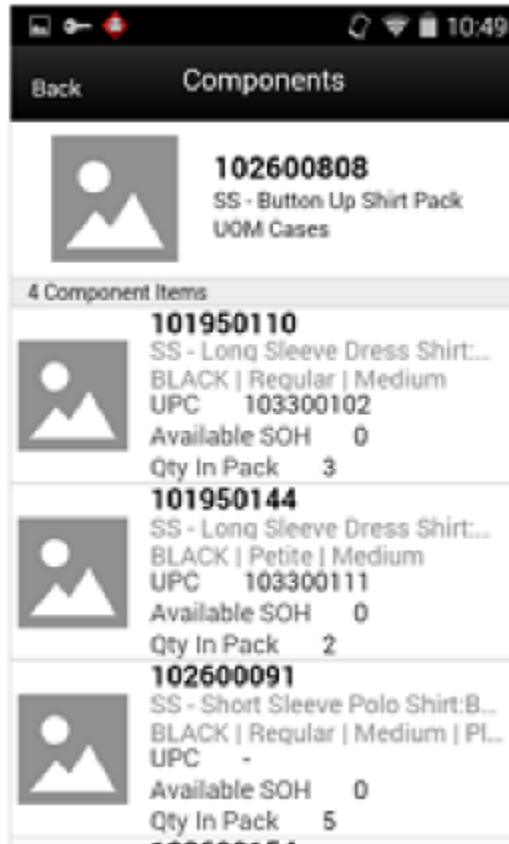 10:49
Back
Components
102600808
SS - Button Up Shirt Pack
UOM Cases
4 Component Items
101950110
SS - Long Sleeve Dress Shirt:...
BLACK | Regular | Medium
UPC 103300102
Available SOH 0
Qty In Pack 3
101950144
SS - Long Sleeve Dress Shirt:...
BLACK | Petite | Medium
UPC 103300111
Available SOH 0
Qty In Pack 2
102600091
SS - Short Sleeve Polo Shirt:B...
BLACK | Regular | Medium | Pl...
UPC -
Available SOH 0
Qty In Pack 5